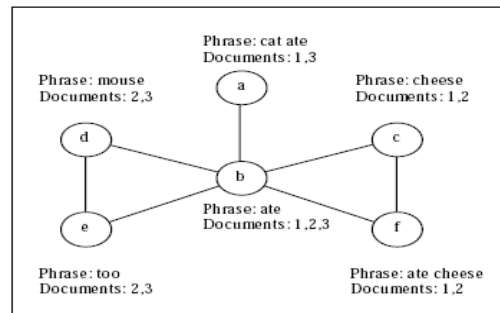 Phrase: cat ate
Documents: 1,3
a
Phrase: mouse
Documents: 2,3
d
Phrase: cheese
Documents: 1,2
c
b
Phrase: ate
Documents: 1,2,3
e
Phrase: too
Documents: 2,3
f
Phrase: ate cheese
Documents: 1,2